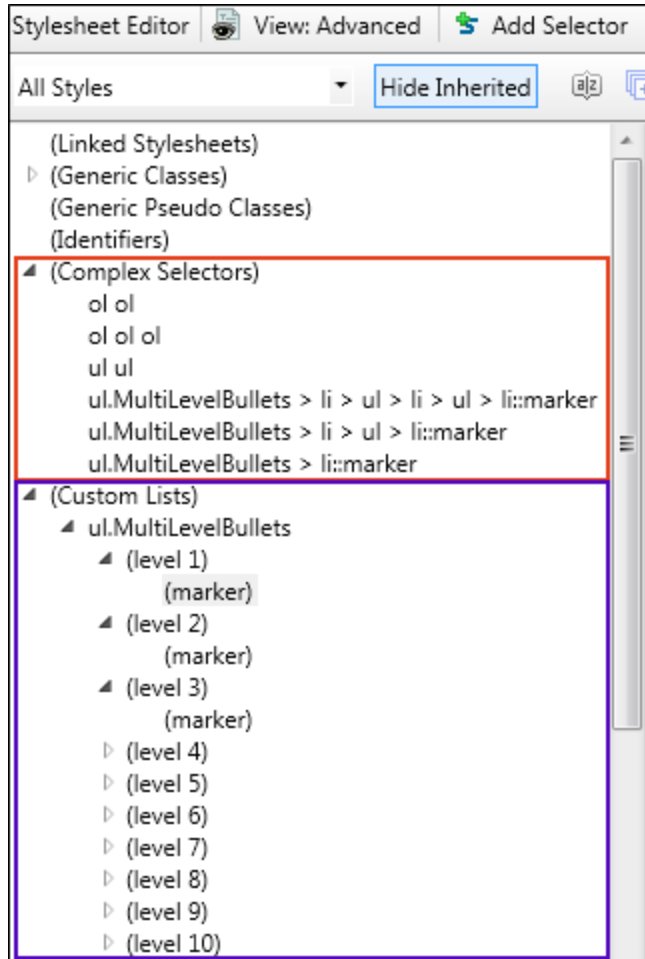 Stylesheet Editor View: Advanced Add Selector
All Styles Hide Inherited a z
(Linked Stylesheets)
(Generic Classes)
(Generic Pseudo Classes)
(Identifiers)
(Complex Selectors)
ol ol
ol ol ol
ul ul
ul.MultiLevelBullets > li > ul > li > ul > li::marker
ul.MultiLevelBullets > li > ul > li::marker
ul.MultiLevelBullets > li::marker
(Custom Lists)
ul.MultiLevelBullets
(level 1)
(marker)
(level 2)
(marker)
(level 3)
(marker)
(level 4)
(level 5)
(level 6)
(level 7)
(level 8)
(level 9)
(level 10)